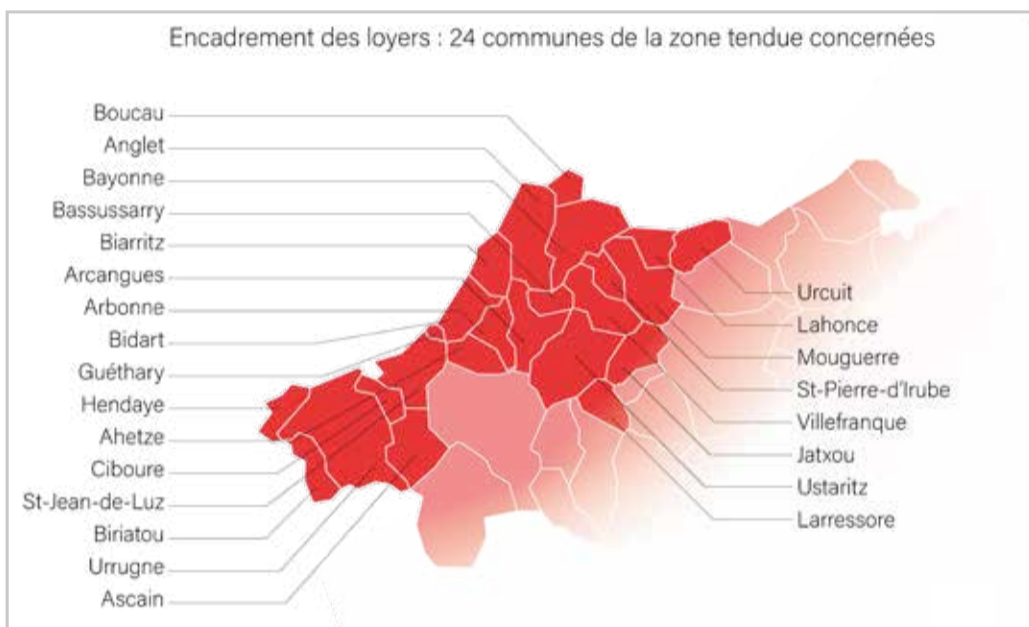 Encadrement des loyers : 24 communes de la zone tendue concernées
Boucau
Anglet
Bayonne
Bassussarry
Biarritz
Arcangues
Arbonne
Bidart
Guéthary
Hendaye
Ahetze
Ciboure
St-Jean-de-Luz
Biriatou
Urrugne
Ascain
Urcuit
Lahonce
Mouguerre
St-Pierre-d'Irube
Villefranque
Jatxou
Ustaritz
Larressore